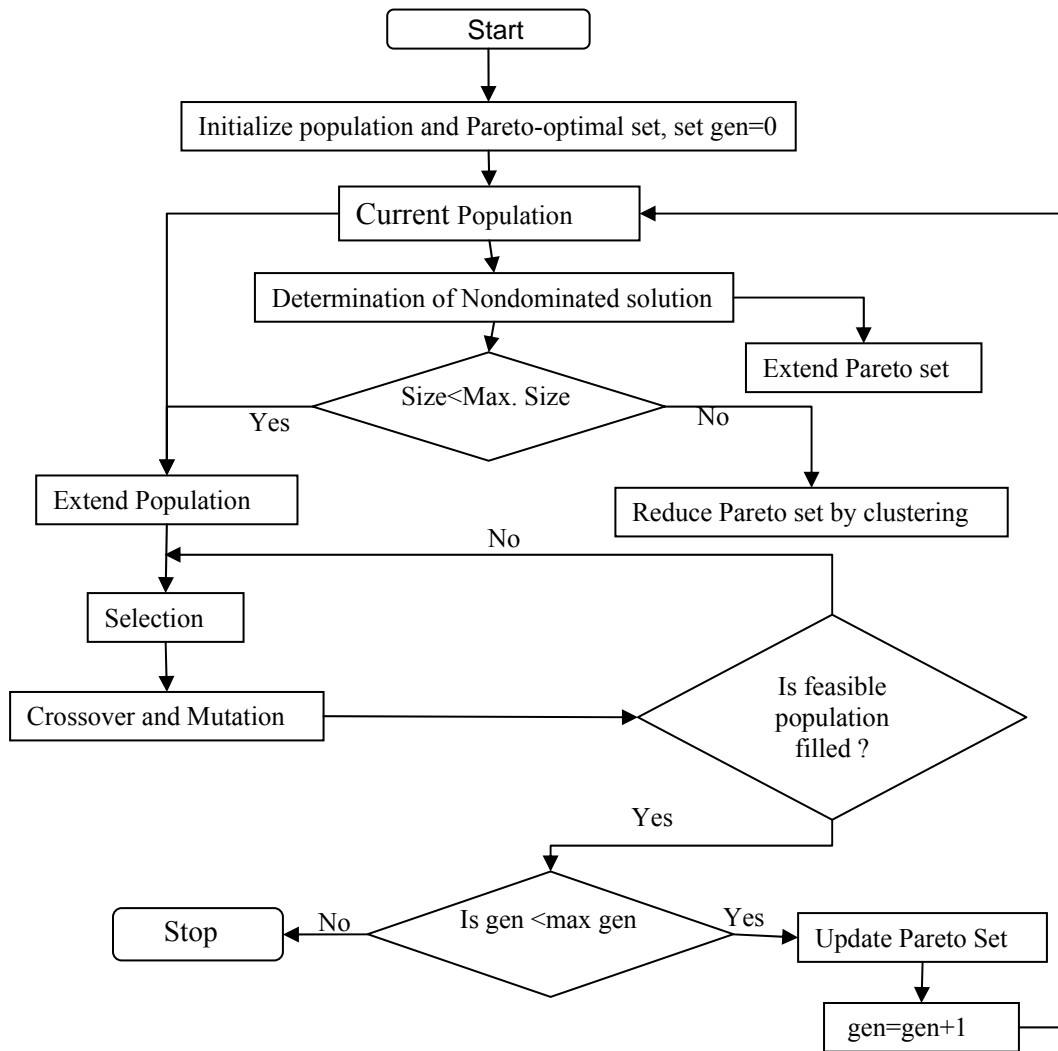 Start
Initialize population and Pareto-optimal set, set gen=0
Current Population
Determination of Nondominated solution
Extend Pareto set
Size<Max. Size
Yes
No
Extend Population
Reduce Pareto set by clustering
No
Selection
Is feasible
population
filled ?
Crossover and Mutation
Yes
Is gen <max gen
No
Yes
Stop
Update Pareto Set
gen=gen+1